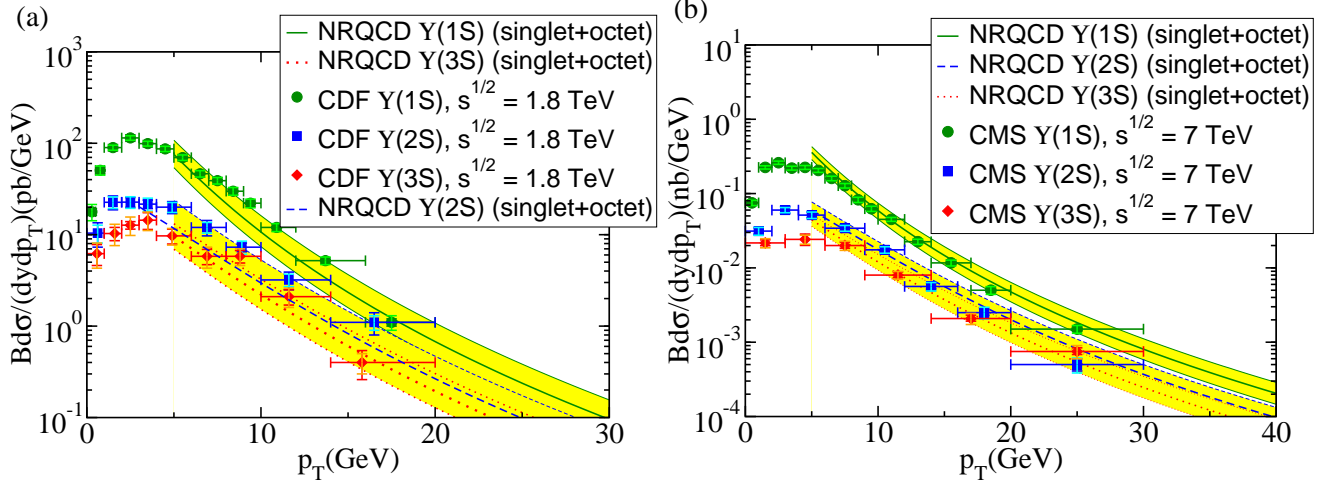 (a)
NRQCD ϒ(1S) (singlet+octet)
NRQCD ϒ(3S) (singlet+octet)
CDF ϒ(1S), s^{1/2} = 1.8 TeV
CDF ϒ(2S), s^{1/2} = 1.8 TeV
CDF ϒ(3S), s^{1/2} = 1.8 TeV
NRQCD ϒ(2S) (singlet+octet)
Bdσ/(dydp_T)(pb/GeV)
10^3
10^2
10^1
10^0
10^{-1}
0 10 20 30
p_T(GeV)
(b)
NRQCD ϒ(1S) (singlet+octet)
NRQCD ϒ(2S) (singlet+octet)
NRQCD ϒ(3S) (singlet+octet)
CMS ϒ(1S), s^{1/2} = 7 TeV
CMS ϒ(2S), s^{1/2} = 7 TeV
CMS ϒ(3S), s^{1/2} = 7 TeV
Bdσ/(dydp_T)(nb/GeV)
10^1
10^0
10^{-1}
10^{-2}
10^{-3}
10^{-4}
0 10 20 30 40
p_T(GeV)